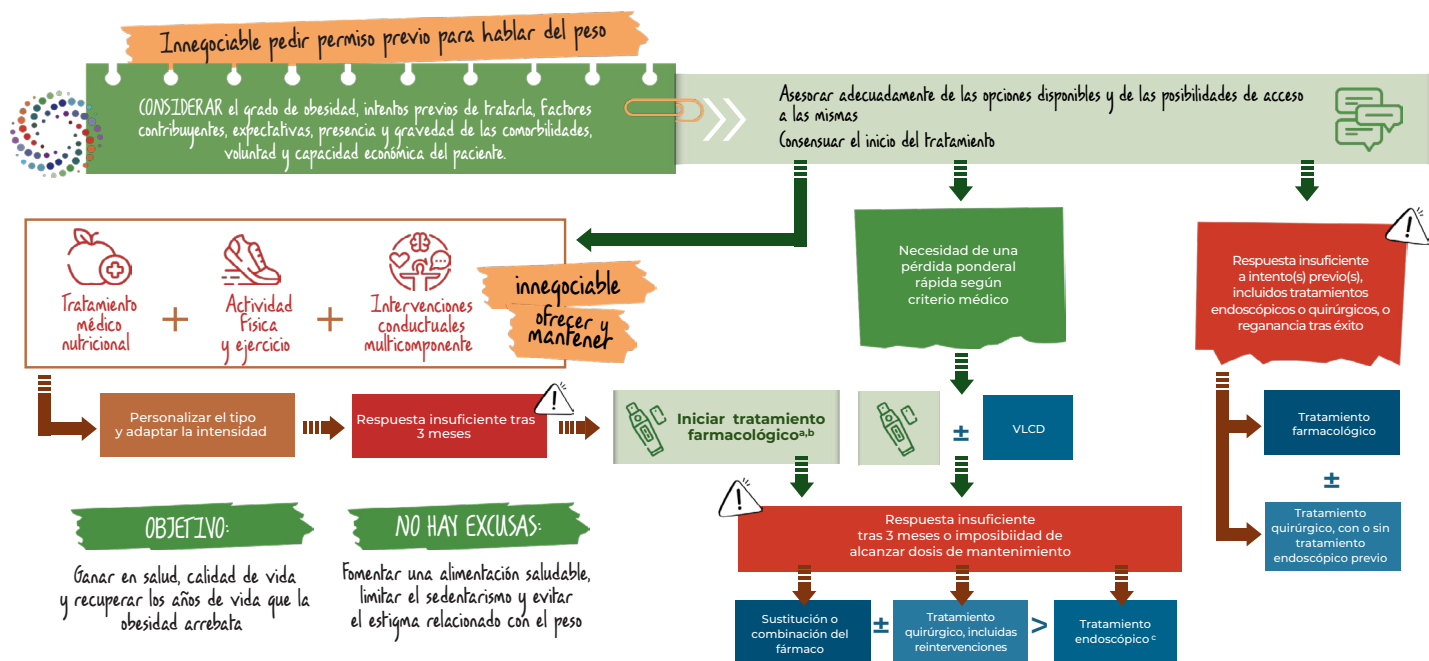 Innegociable pedir permiso previo para hablar del peso
CONSIDERAR el grado de obesidad, intentos previos de tratarla, factores
contribuyentes, expectativas, presencia y gravedad de las comorbilidades,
voluntad y capacidad económica del paciente.
Asesorar adecuadamente de las opciones disponibles y de las posibilidades de acceso
a las mismas
Consensuar el inicio del tratamiento
Tratamiento
médico
nutricional
+
Actividad
física
y ejercicio
+
Intervenciones
conductuales
multicomponente
innegociable
ofrecer y
mantener
Necesidad de una
pérdida ponderal
rápida según
criterio médico
Respuesta insuficiente
a intento(s) previo(s),
incluidos tratamientos
endoscópicos o quirúrgicos, o
reganancia tras éxito
Personalizar el tipo
y adaptar la intensidad
Respuesta insuficiente tras
3 meses
Iniciar tratamiento
farmacológico a,b
±
VLCD
Tratamiento
farmacológico
±
Tratamiento
quirúrgico, con o sin
tratamiento
endoscópico previo
OBJETIVO:
Ganar en salud, calidad de vida
y recuperar los años de vida que la
obesidad arrebata
NO HAY EXCUSAS:
Fomentar una alimentación saludable,
limitar el sedentarismo y evitar
el estigma relacionado con el peso
Respuesta insuficiente
tras 3 meses o imposibiidad de
alcanzar dosis de mantenimiento
Sustitución o
combinación del
fármaco
±
Tratamiento
quirúrgico, incluidas
reintervenciones
>
Tratamiento
endoscópico c